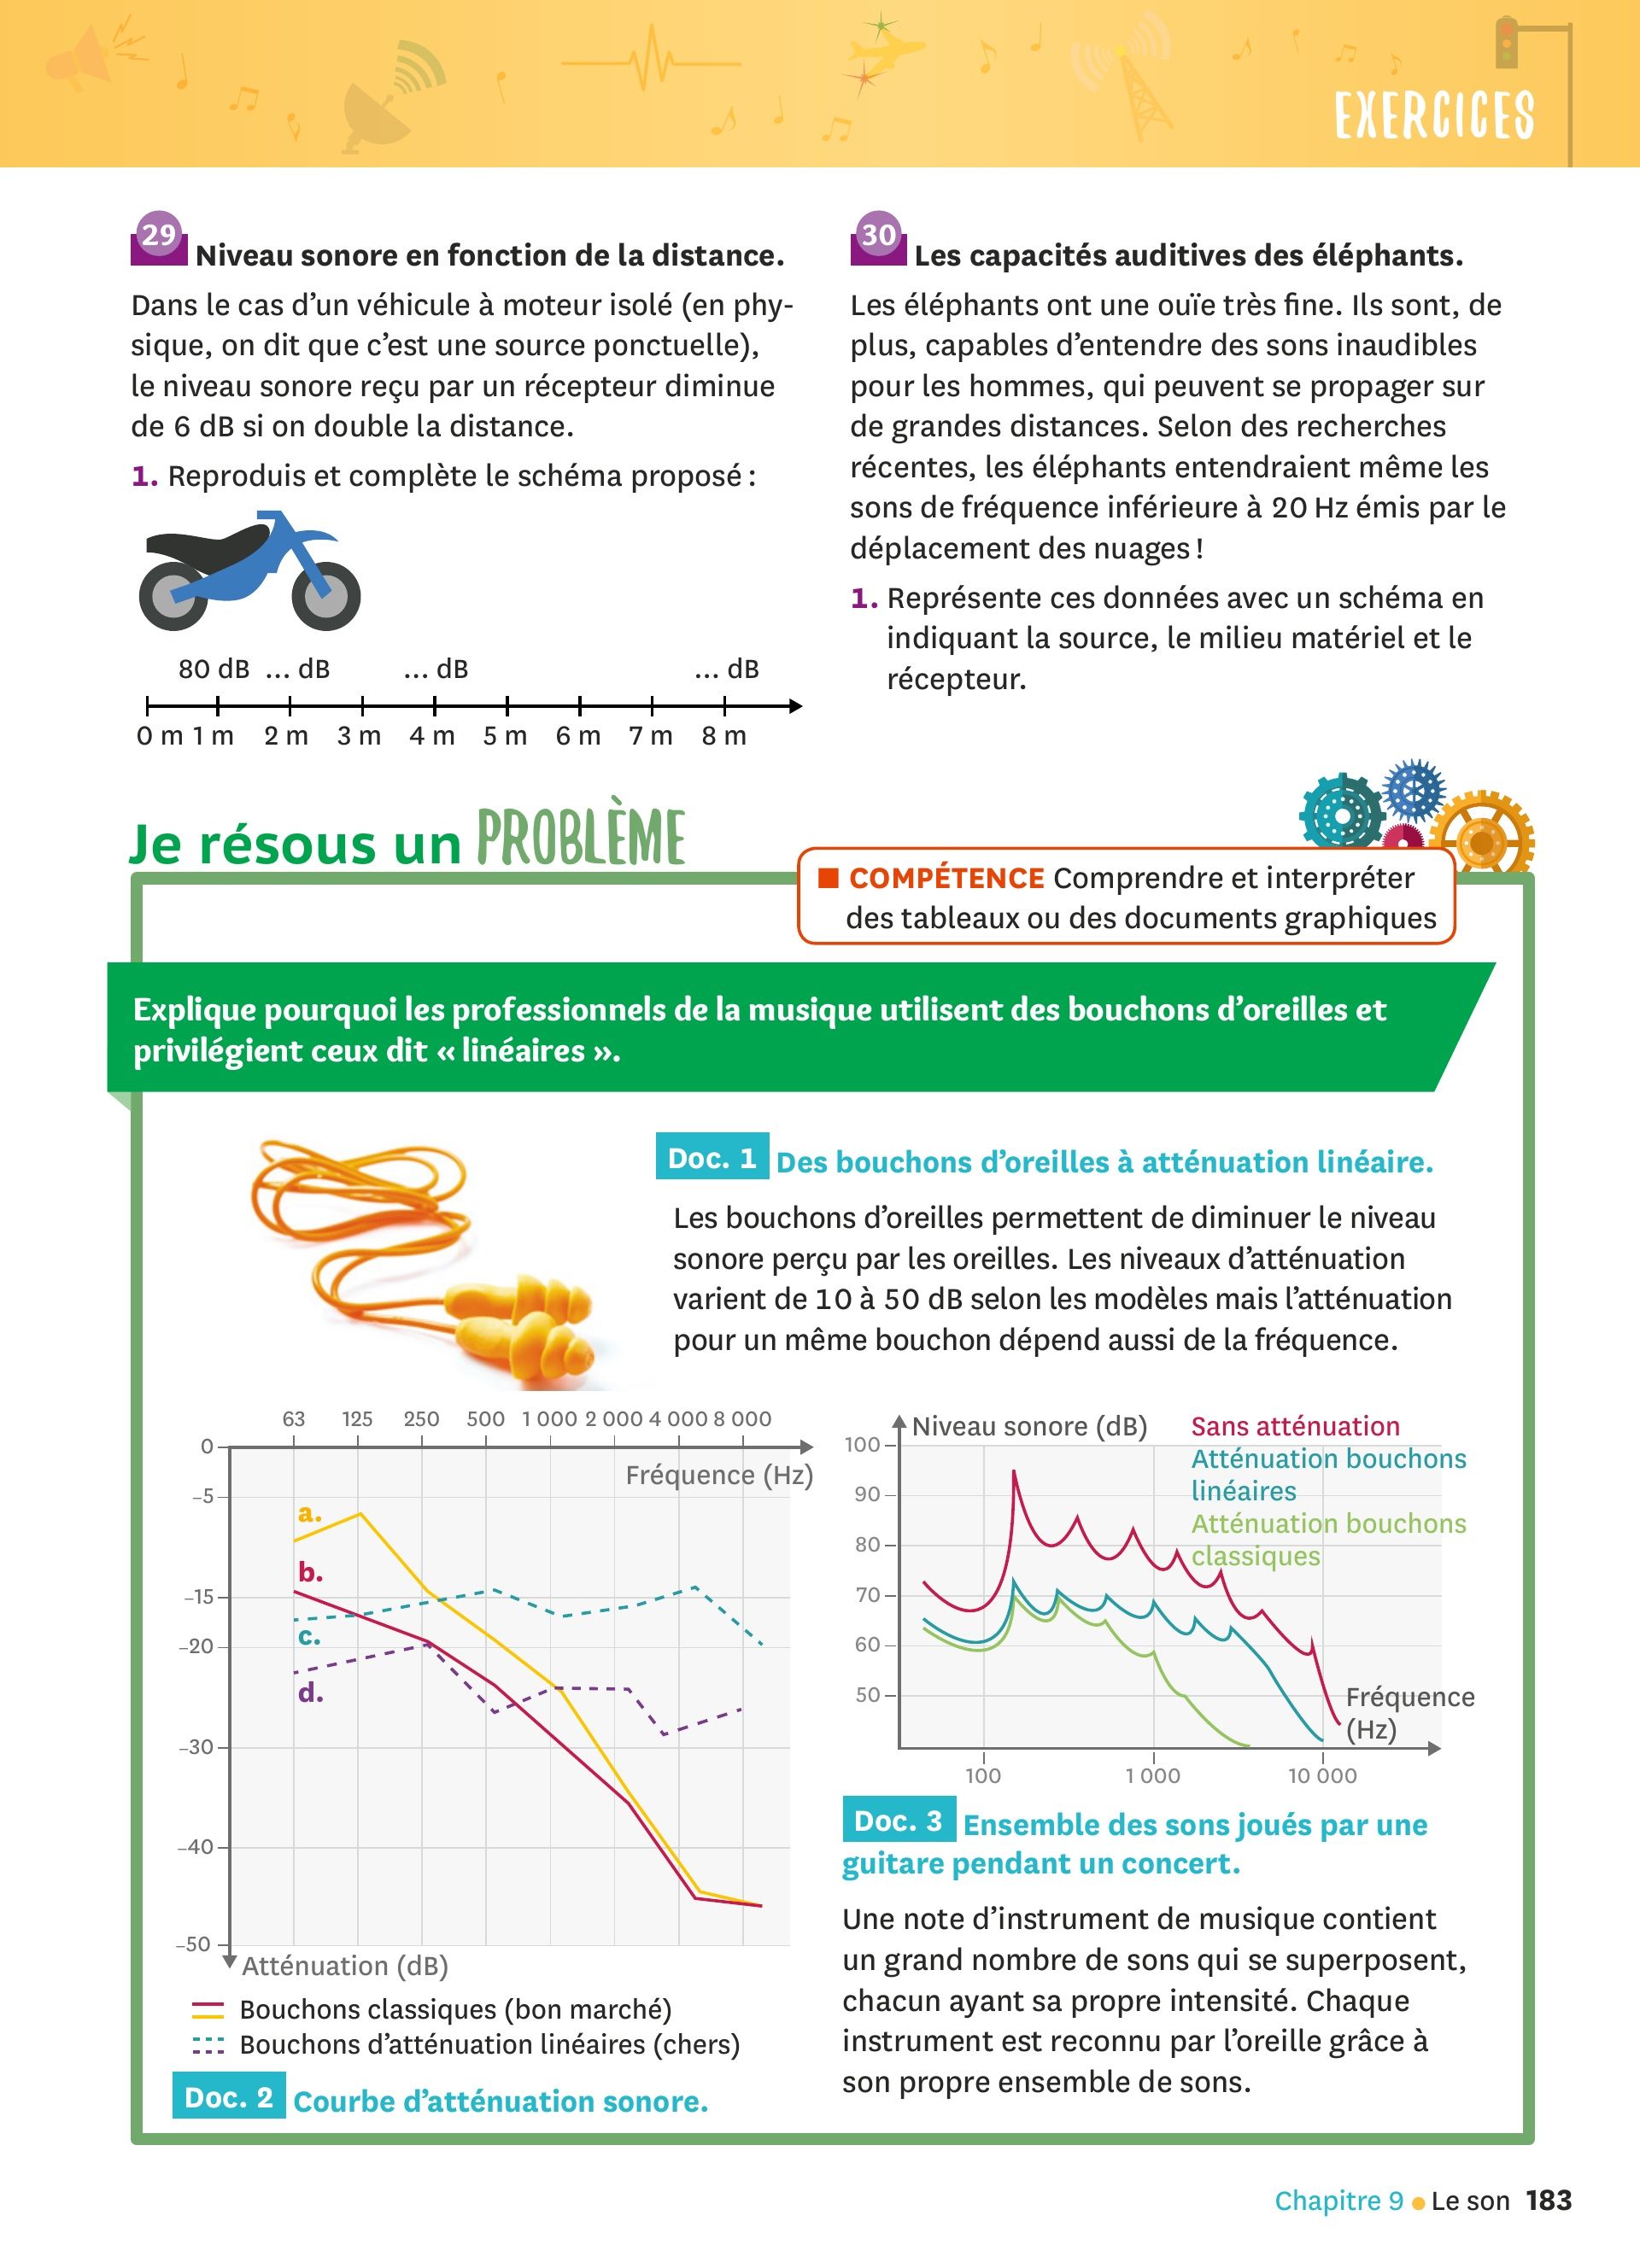 EXERCICES
29 Niveau sonore en fonction de la distance.
Dans le cas d’un véhicule à moteur isolé (en phy-
sique, on dit que c’est une source ponctuelle),
le niveau sonore reçu par un récepteur diminue
de 6 dB si on double la distance.
1. Reproduis et complète le schéma proposé :
80 dB ... dB ... dB ... dB
0 m 1 m 2 m 3 m 4 m 5 m 6 m 7 m 8 m
30 Les capacités auditives des éléphants.
Les éléphants ont une ouïe très fine. Ils sont, de
plus, capables d’entendre des sons inaudibles
pour les hommes, qui peuvent se propager sur
de grandes distances. Selon des recherches
récentes, les éléphants entendraient même les
sons de fréquence inférieure à 20 Hz émis par le
déplacement des nuages !
1. Représente ces données avec un schéma en
indiquant la source, le milieu matériel et le
récepteur.
Je résous un PROBLÈME
COMPÉTENCE Comprendre et interpréter
des tableaux ou des documents graphiques
Explique pourquoi les professionnels de la musique utilisent des bouchons d’oreilles et
privilégient ceux dit « linéaires ».
Doc. 1 Des bouchons d’oreilles à atténuation linéaire.
Les bouchons d’oreilles permettent de diminuer le niveau
sonore perçu par les oreilles. Les niveaux d’atténuation
varient de 10 à 50 dB selon les modèles mais l’atténuation
pour un même bouchon dépend aussi de la fréquence.
63 125 250 500 1 000 2 000 4 000 8 000
0
Fréquence (Hz)
–5
a.
b.
–15
c.
–20
d.
–30
–40
–50
Atténuation (dB)
Bouchons classiques (bon marché)
Bouchons d’atténuation linéaires (chers)
Doc. 2 Courbe d’atténuation sonore.
Niveau sonore (dB)
Sans atténuation
Atténuation bouchons
linéaires
Atténuation bouchons
classiques
100
90
80
70
60
50
Fréquence
(Hz)
100 1 000 10 000
Doc. 3 Ensemble des sons joués par une
guitare pendant un concert.
Une note d’instrument de musique contient
un grand nombre de sons qui se superposent,
chacun ayant sa propre intensité. Chaque
instrument est reconnu par l’oreille grâce à
son propre ensemble de sons.
Chapitre 9 • Le son 183